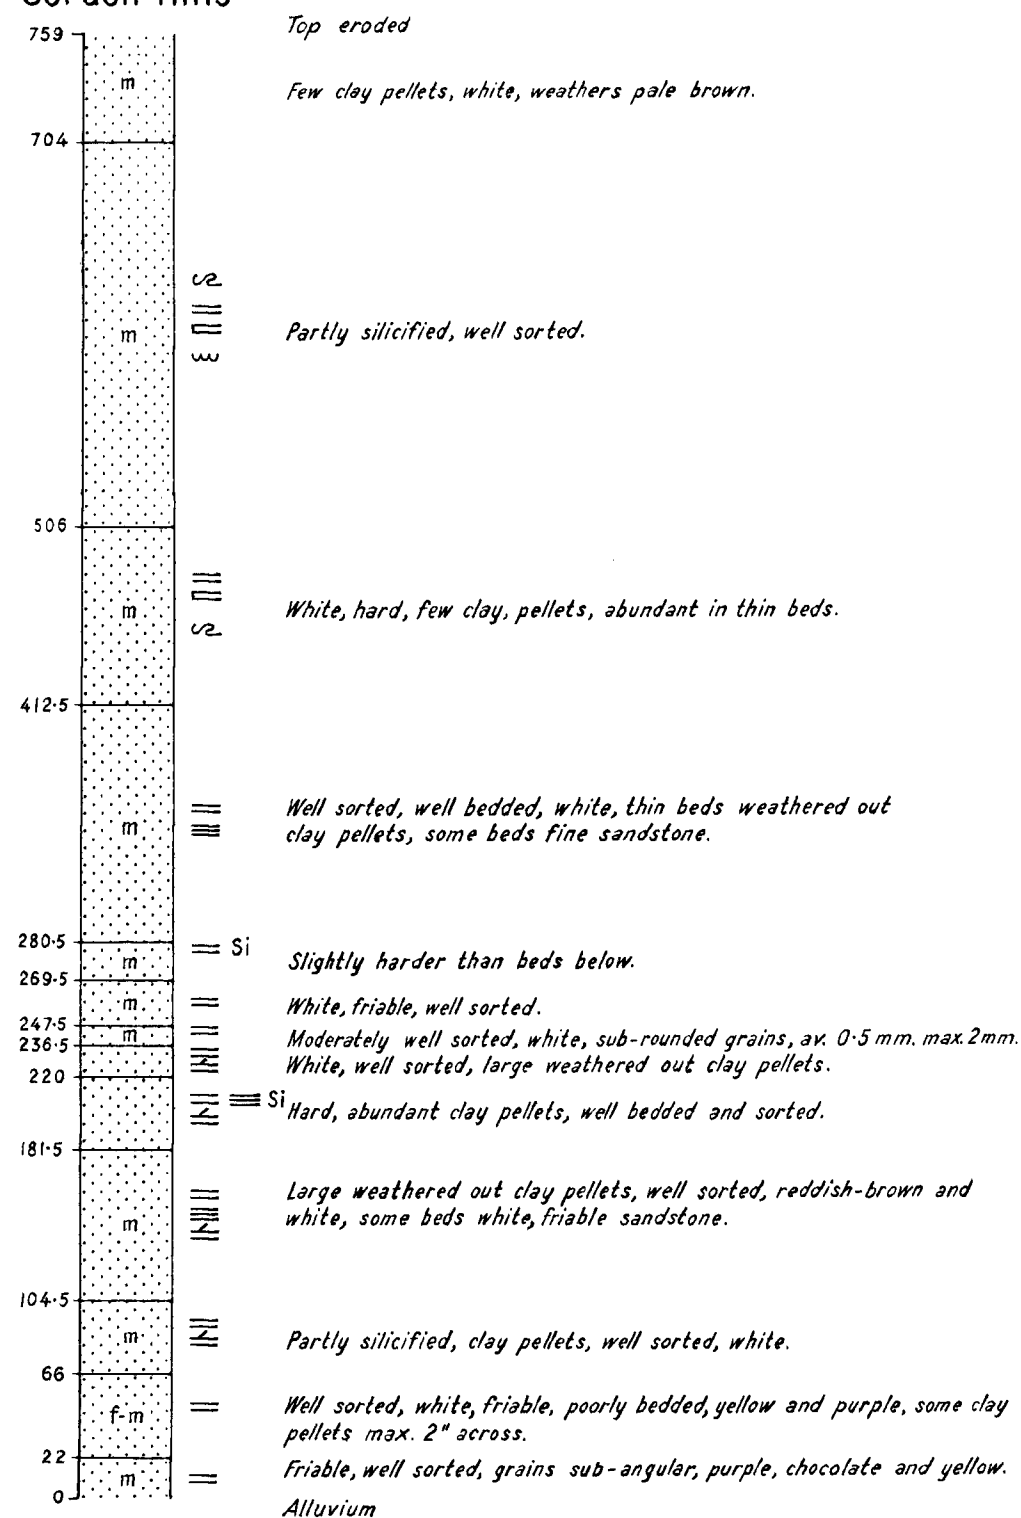 759
Top eroded
m
Few clay pellets, white, weathers pale brown.
704
m
Partly silicified, well sorted.
506
m
White, hard, few clay, pellets, abundant in thin beds.
412·5
m
Well sorted, well bedded, white, thin beds weathered out
clay pellets, some beds fine sandstone.
280·5
Si
m
Slightly harder than beds below.
269·5
m
White, friable, well sorted.
247·5
m
Moderately well sorted, white, sub-rounded grains, av. 0·5 mm. max. 2mm.
236·5
White, well sorted, large weathered out clay pellets.
220
Si
Hard, abundant clay pellets, well bedded and sorted.
181·5
m
Large weathered out clay pellets, well sorted, reddish-brown and
white, some beds white, friable sandstone.
104·5
m
Partly silicified, clay pellets, well sorted, white.
66
f-m
Well sorted, white, friable, poorly bedded, yellow and purple, some clay
pellets max. 2" across.
22
m
Friable, well sorted, grains sub-angular, purple, chocolate and yellow.
0
Alluvium